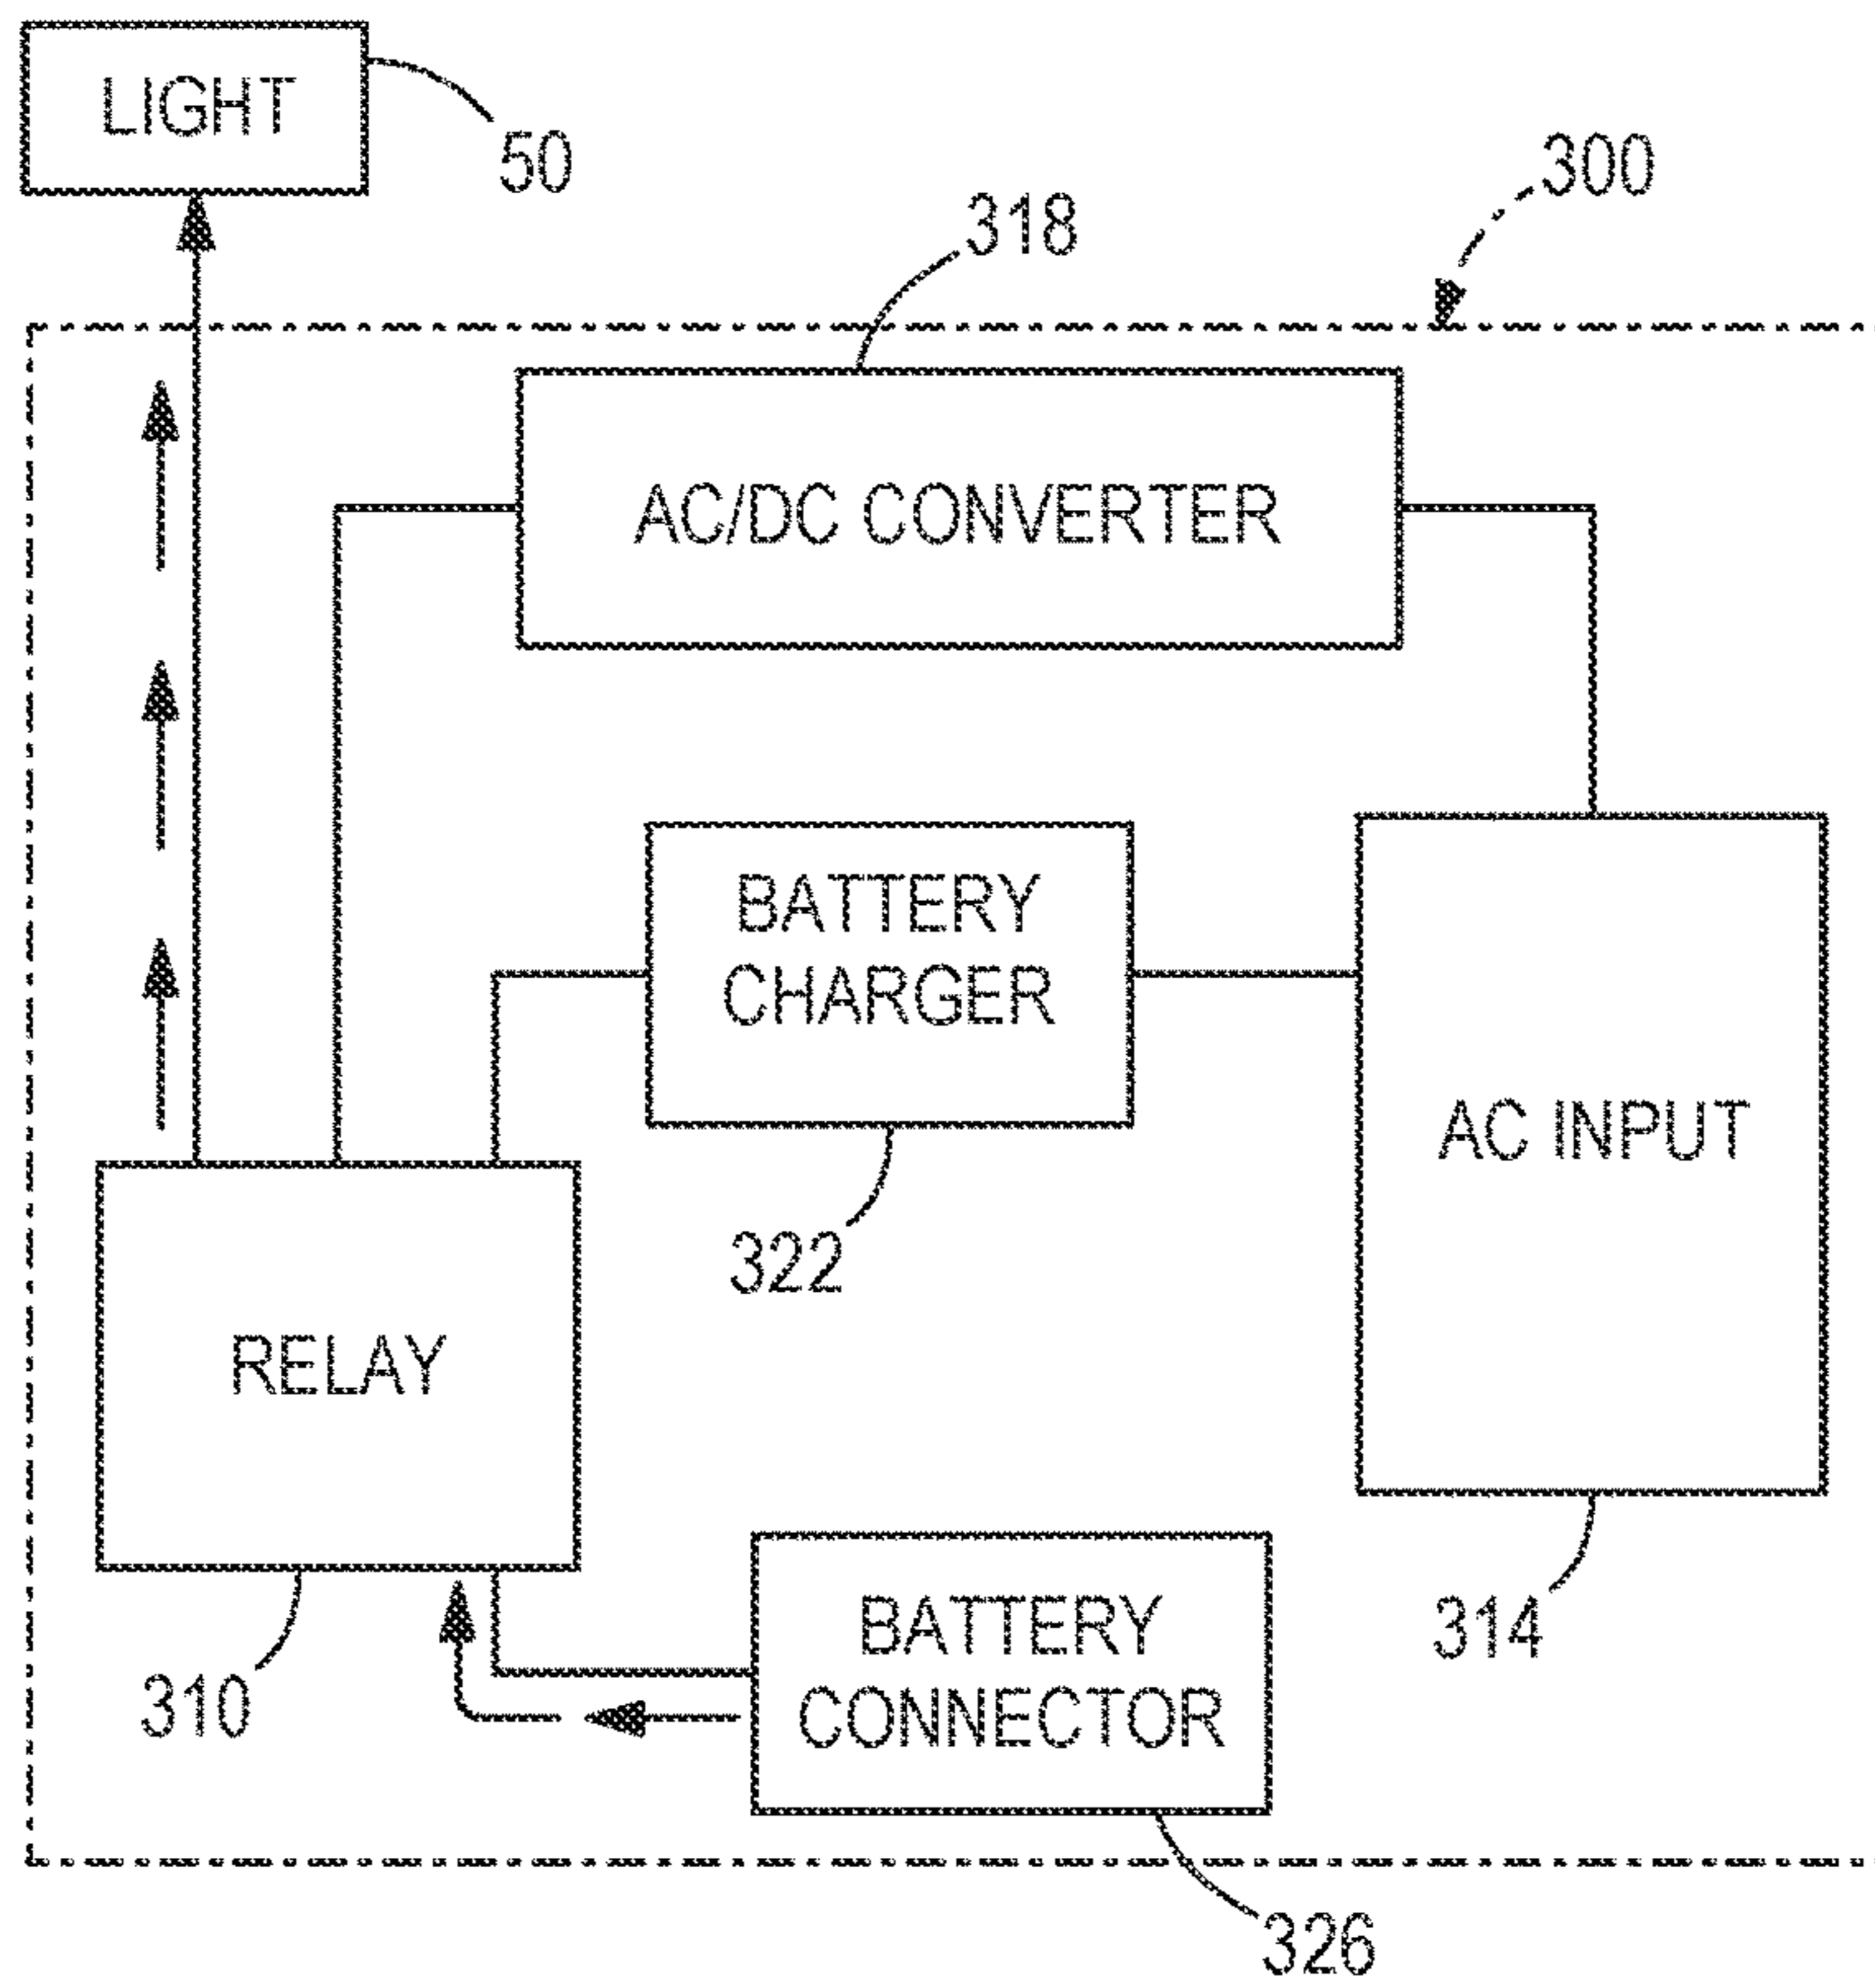 LIGHT
50
300
318
AC/DC CONVERTER
BATTERY
CHARGER
AC INPUT
322
RELAY
BATTERY
CONNECTOR
314
310
326